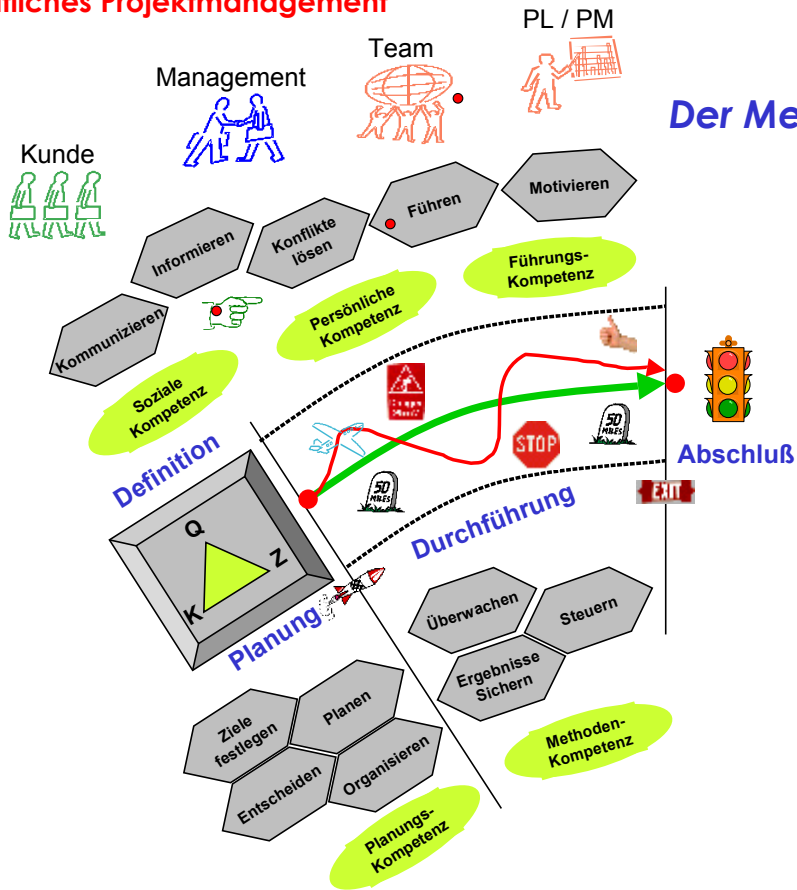 tliches Projektmanagement
PL / PM
Team
Management
Kunde
Der Me
Motivieren
Führen
Konflikte
lösen
Informieren
Kommunizieren
Führungs-
Kompetenz
Persönliche
Kompetenz
Soziale
Kompetenz
Definition
50
MILES
STOP
50
MILES
Abschluß
EXIT
Durchführung
Q
Z
K
Planung
Überwachen
Steuern
Ergebnisse
Sichern
Methoden-
Kompetenz
Ziele
festlegen
Planen
Entscheiden
Organisieren
Planungs-
Kompetenz